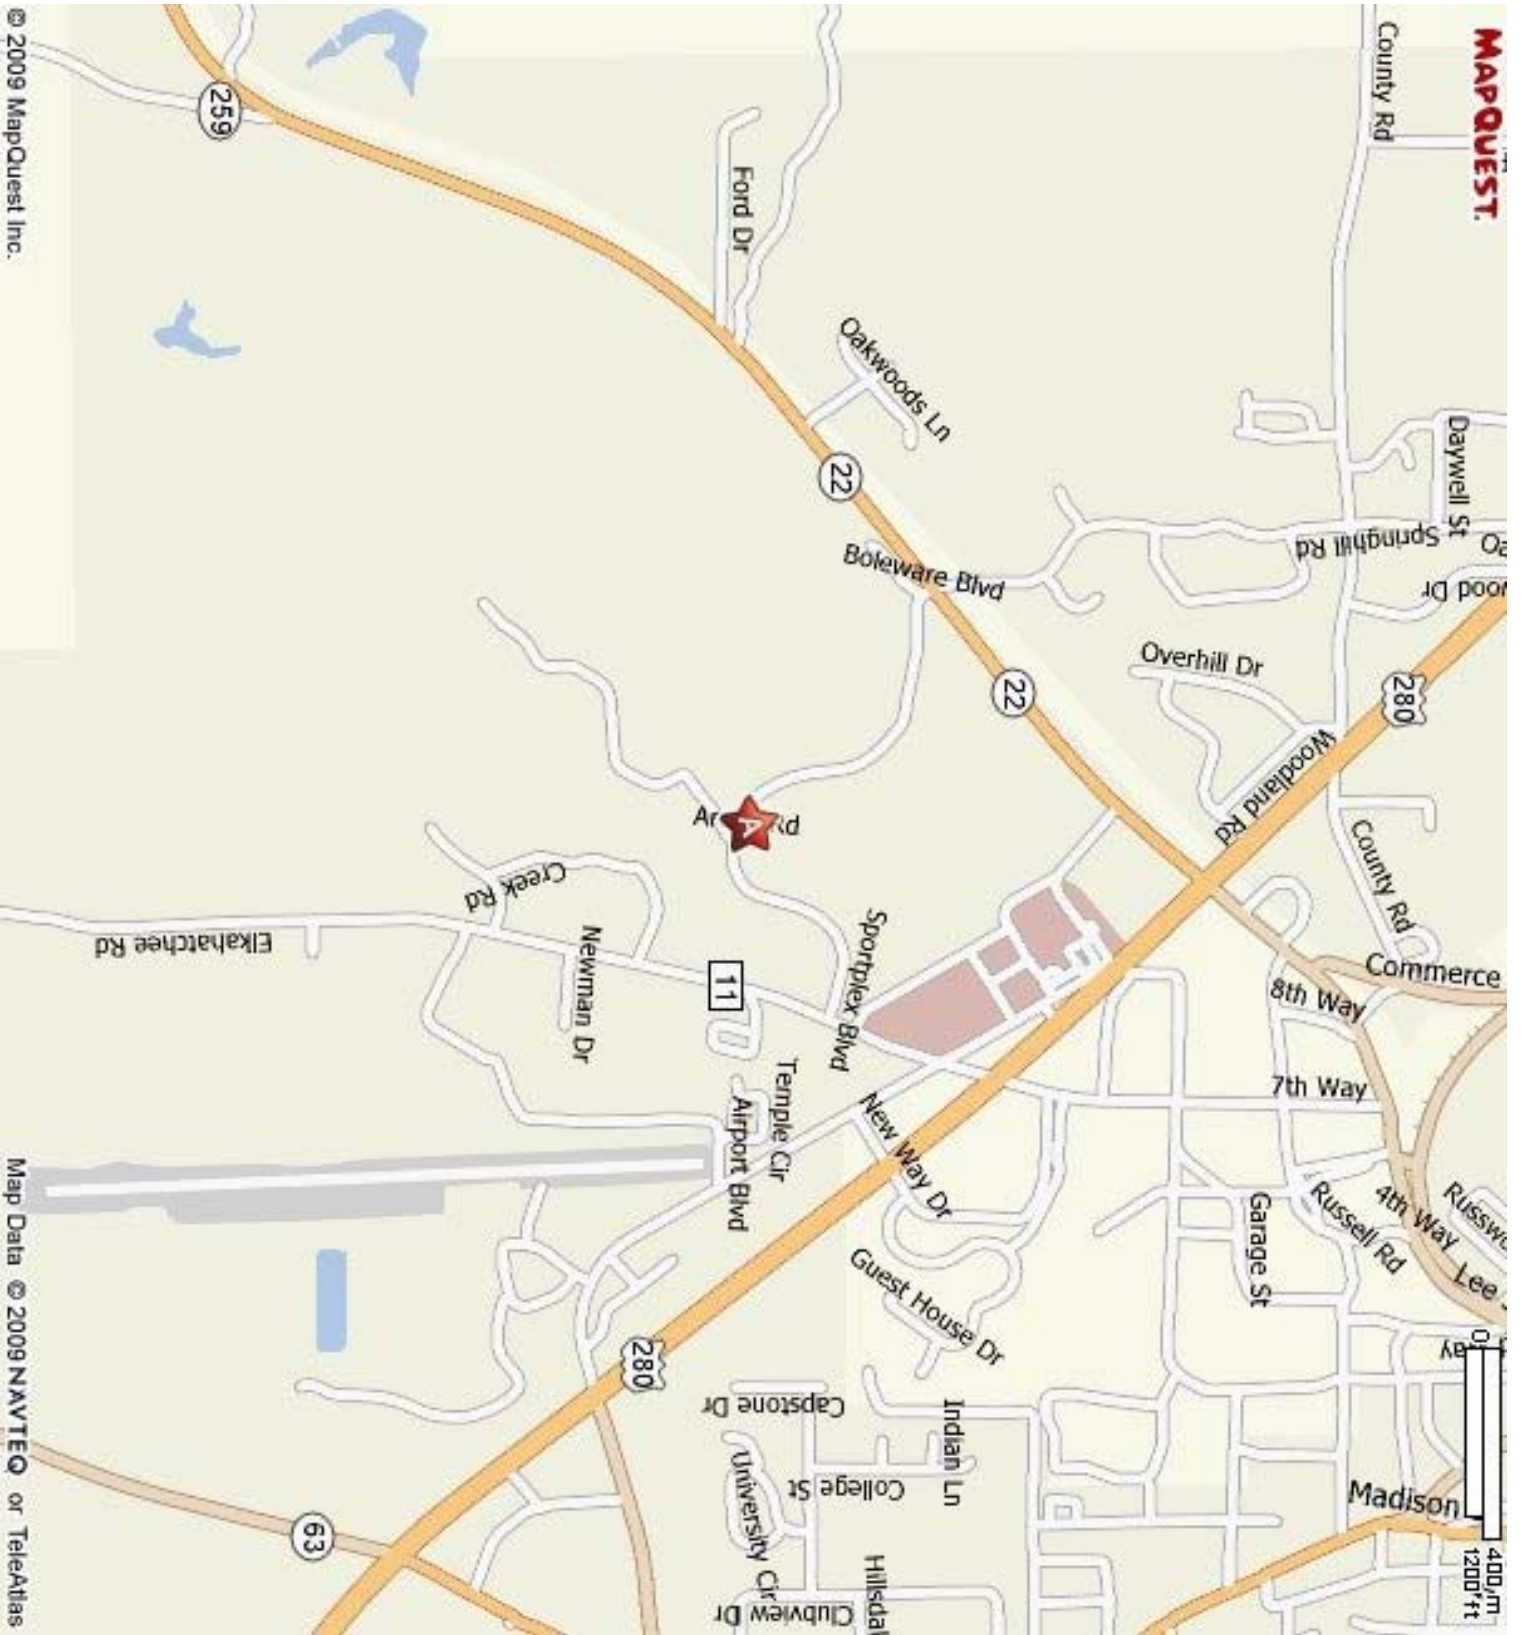 MAPQUEST.
County Rd
Ford Dr
259
© 2009 MapQuest Inc.
Oakwoods Ln
22
Daywell St
Springhill Rd
Boleware Blvd
Overhill Dr
22
280
Woodland Rd
A
Rd
County Rd
Creek Rd
Elkahatchee Rd
Newman Dr
11
Sportplex Blvd
Commerce
8th Way
7th Way
Temple Cir
Airport Blvd
New Way Dr
Garage St
Russell Rd
4th Way
Lee
Guest House Dr
280
Capstone Dr
Indian Ln
College St
University Cir
Clubview Dr
Madison
63
400 m
1200 ft
Map Data © 2009 NAVTEQ or TeleAtlas